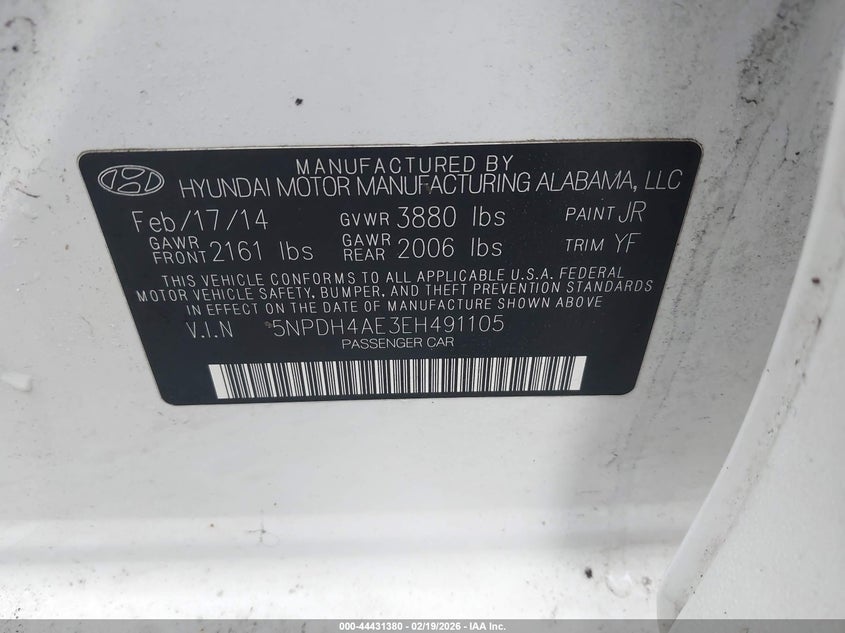 MANUFACTURED BY
HYUNDAI MOTOR MANUFACTURING ALABAMA, LLC
Feb/17/14 GVWR 3880 lbs PAINT JR
GAWR FRONT 2161 lbs GAWR REAR 2006 lbs TRIM YF
THIS VEHICLE CONFORMS TO ALL APPLICABLE U.S.A. FEDERAL
MOTOR VEHICLE SAFETY, BUMPER, AND THEFT PREVENTION STANDARDS
IN EFFECT ON THE DATE OF MANUFACTURE SHOWN ABOVE
V.I.N 5NPDH4AE3EH491105
PASSENGER CAR
000-44431380 — 02/19/2026 — IAA Inc.